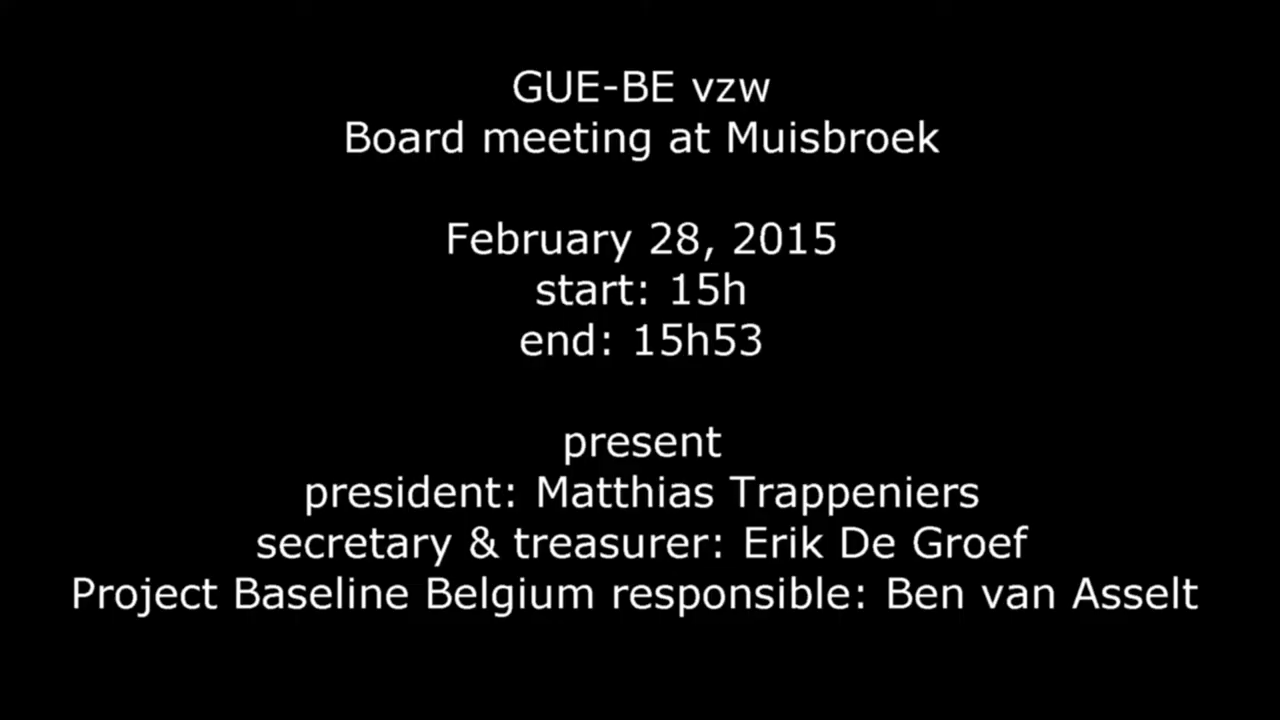 GUE-BE vzw
Board meeting at Muisbroek
February 28, 2015
start: 15h
end: 15h53
present
president: Matthias Trappeniers
secretary & treasurer: Erik De Groef
Project Baseline Belgium responsible: Ben van Asselt